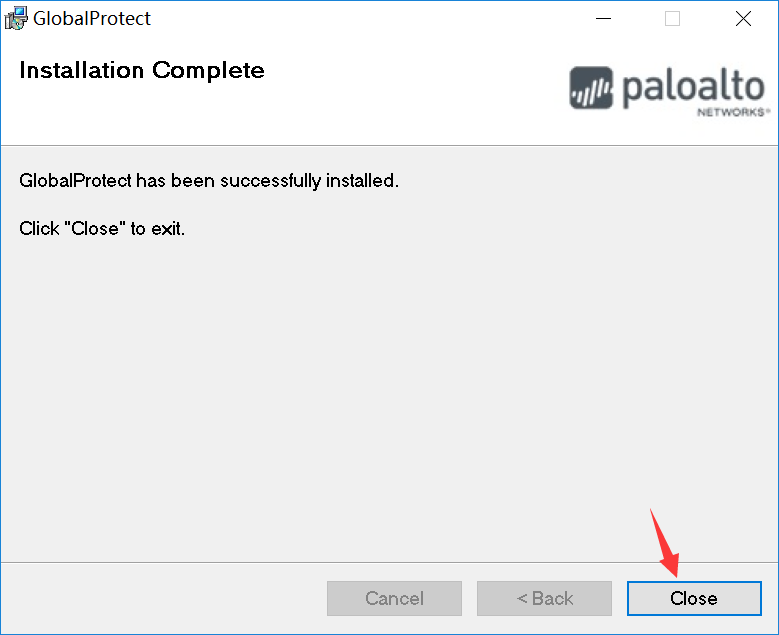 GlobalProtect
Installation Complete
paloalto
NETWORKS®
GlobalProtect has been successfully installed.
Click "Close" to exit.
Cancel
< Back
Close